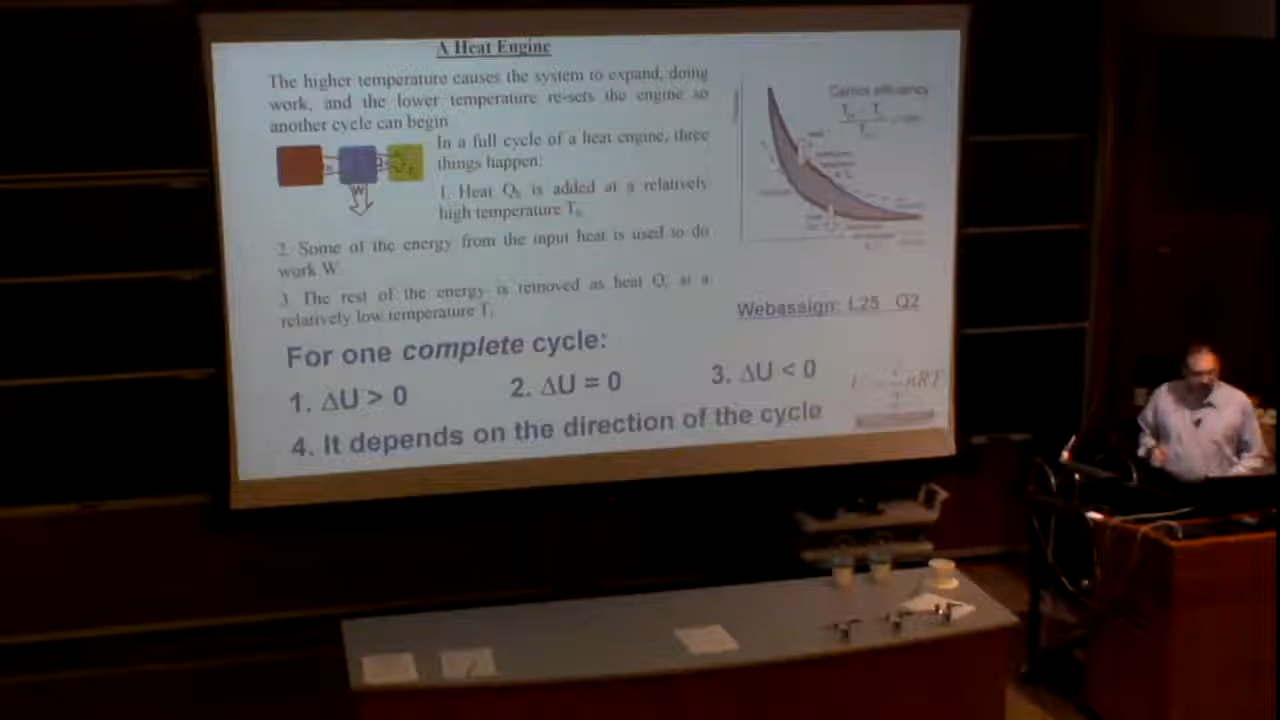 A Heat Engine
The higher temperature causes the system to expand, doing
work, and the lower temperature re-sets the engine so
another cycle can begin
In a full cycle of a heat engine, three
things happen:
1. Heat Qh is added at a relatively
high temperature Th
W
2. Some of the energy from the input heat is used to do
work W.
3. The rest of the energy is removed as heat Qc at a
relatively low temperature Tc
Carnot efficiency
Webassign: L25 Q2
For one complete cycle:
1. ΔU > 0
2. ΔU = 0
3. ΔU < 0
nRT
4. It depends on the direction of the cycle